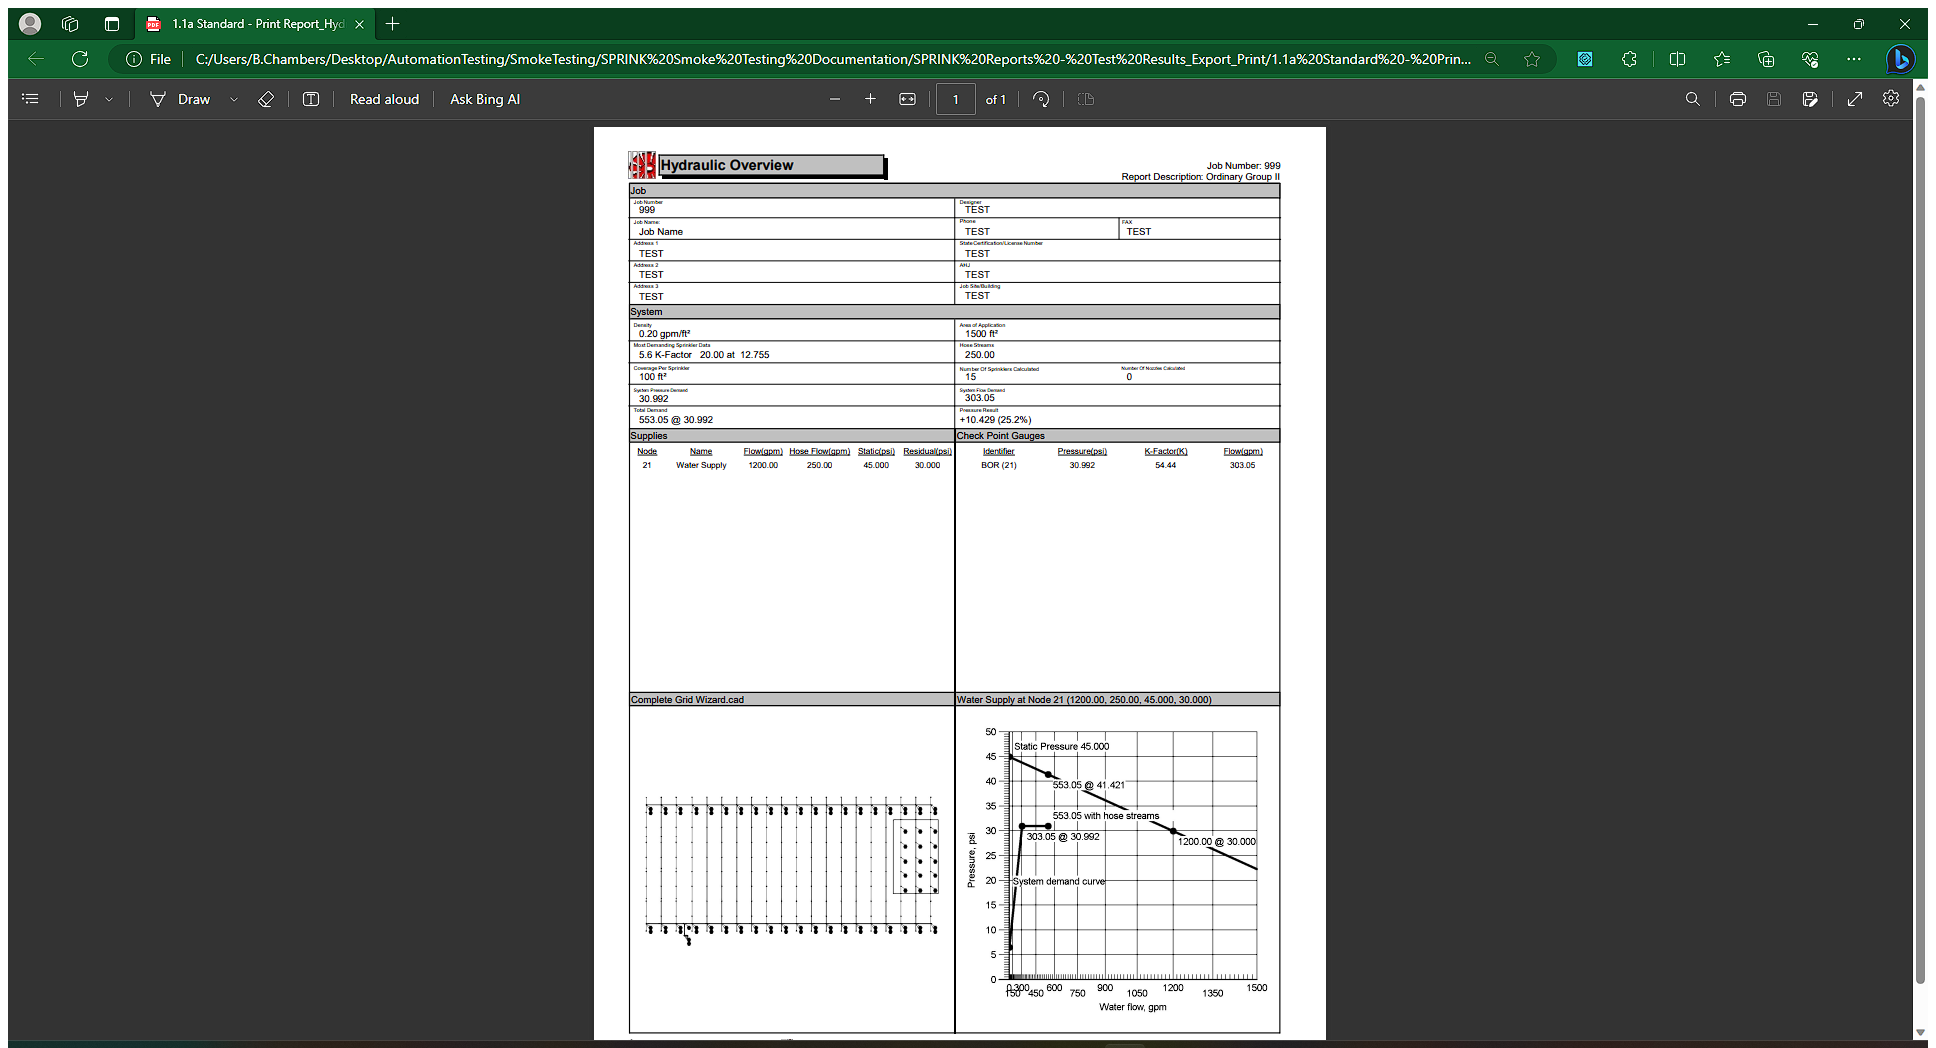 1.1a Standard - Print Report_Hyd
File
C:/Users/B.Chambers/Desktop/AutomationTesting/SmokeTesting/SPRINK%20Smoke%20Testing%20Documentation/SPRINK%20Reports%20-%20Test%20Results_Export_Print/1.1a%20Standard%20-%20Prin...
Draw
Read aloud
Ask Bing AI
1
of 1
Hydraulic Overview
Job Number: 999
Report Description: Ordinary Group II
Job
Job Number
999
Designer
TEST
Job Name:
Job Name
Phone
TEST
FAX
TEST
Address 1
TEST
State Certification/License Number
TEST
Address 2
TEST
AHJ
TEST
Address 3
TEST
Job Site/Building
TEST
System
Density
0.20 gpm/ft²
Area of Application
1500 ft²
Most Demanding Sprinkler Data
5.6 K-Factor 20.00 at 12.755
Hose Streams
250.00
Coverage Per Sprinkler
100 ft²
Number Of Sprinklers Calculated
15
Number Of Nozzles Calculated
0
System Pressure Demand
30.992
System Flow Demand
303.05
Total Demand
553.05 @ 30.992
Pressure Result
+10.429 (25.2%)
Supplies
Check Point Gauges
Node Name Flow(gpm) Hose Flow(gpm) Static(psi) Residual(psi)
21 Water Supply 1200.00 250.00 45.000 30.000
Identifier Pressure(psi) K-Factor(K) Flow(gpm)
BOR (21) 30.992 54.44 303.05
Complete Grid Wizard.cad
Water Supply at Node 21 (1200.00, 250.00, 45.000, 30.000)
50
Static Pressure 45.000
45
40
553.05 @ 41.421
35
553.05 with hose streams
30
303.05 @ 30.992
1200.00 @ 30.000
25
20
System demand curve
15
10
5
0
Pressure, psi
0 300 600 900 1200 1500
150 450 750 1050 1350
Water flow, gpm